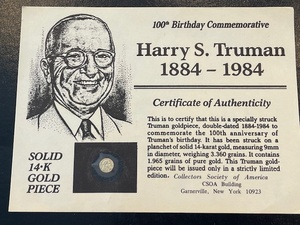 100th Birthday Commemorative
Harry S. Truman
1884 – 1984
Certificate of Authenticity
This is to certify that this is a specially struck
Truman goldpiece, double-dated 1884-1984 to
commemorate the 100th anniversary of
Truman's birthday. It has been struck on a
planchet of solid 14-karat gold, measuring 9mm
in diameter, weighing 3.360 grains. It contains
1.965 grains of pure gold. This Truman gold-
piece will be issued only in a strictly limited
edition.
Collectors Society of America
CSOA Building
Garnerville, New York 10923
SOLID
14·K
GOLD
PIECE